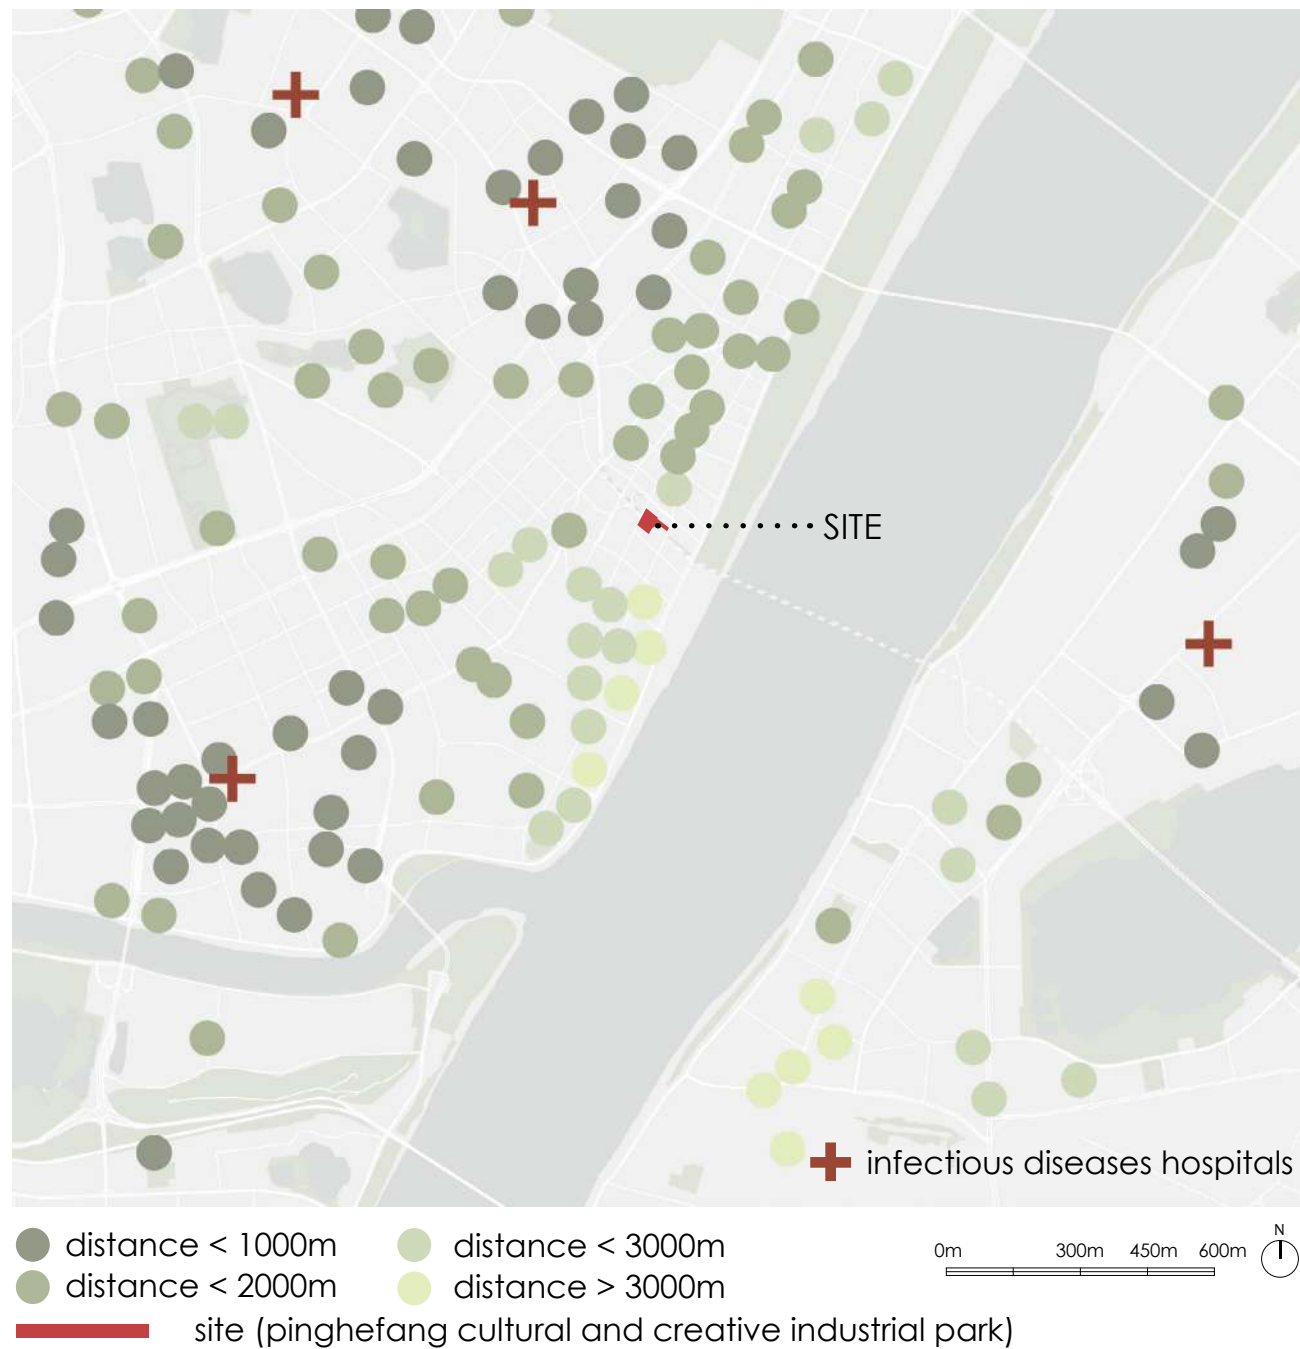 SITE
infectious diseases hospitals
distance < 1000m
distance < 3000m
0m 300m 450m 600m
N
distance < 2000m
distance > 3000m
site (pinghefang cultural and creative industrial park)